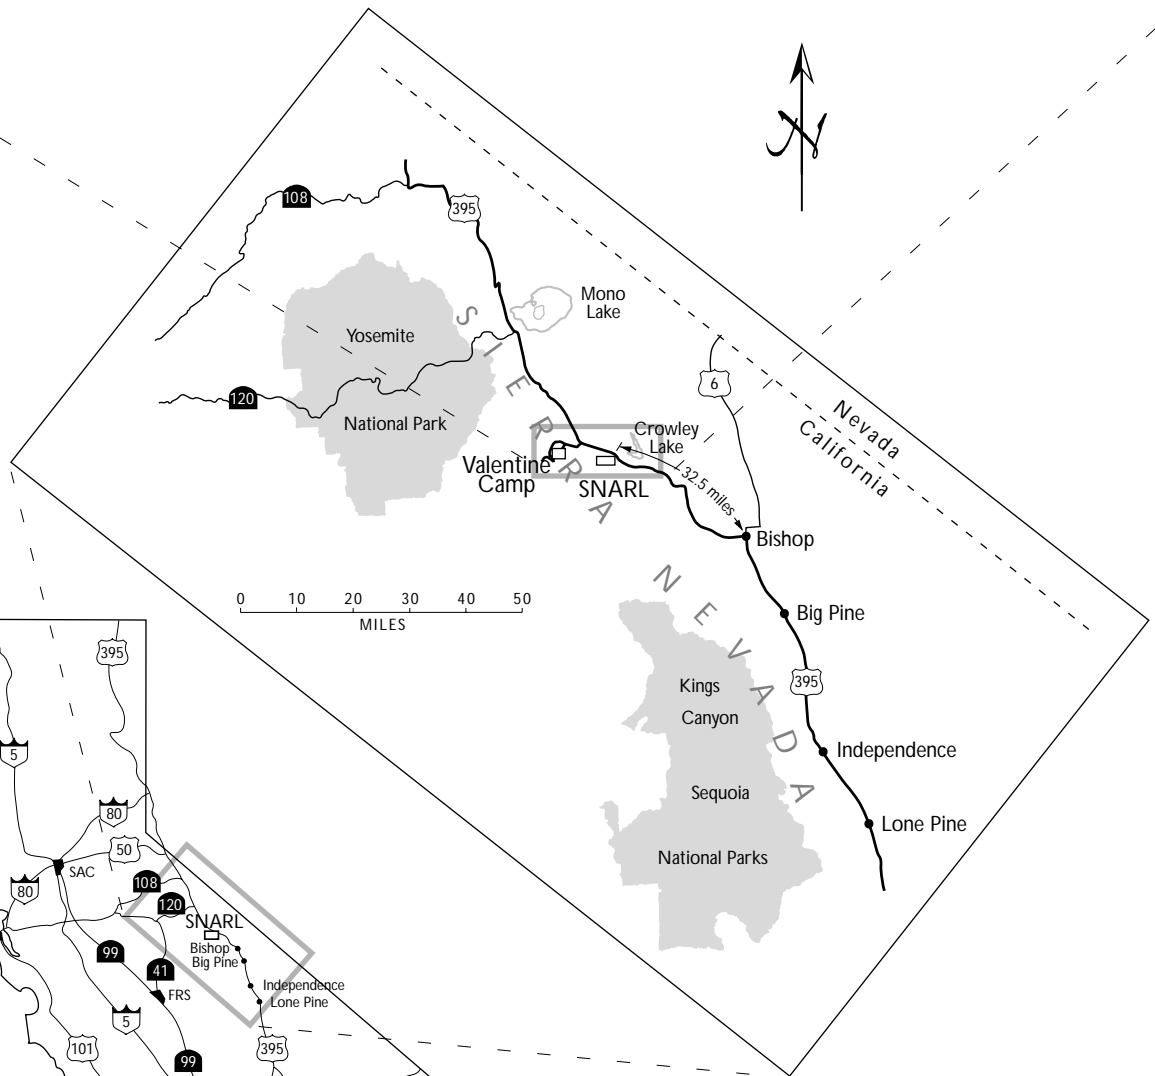 N
108
395
Mono
Lake
SIERRA NEVADA
Yosemite
6
120
Nevada
California
National Park
Crowley
Lake
Valentine
Camp
SNARL
32.5 miles
Bishop
0 10 20 30 40 50
MILES
Big Pine
395
Kings
Canyon
395
Independence
5
Sequoia
80
Lone Pine
50
National Parks
SAC
108
80
120
SNARL
Bishop
Big Pine
99
41
Independence
FRS
Lone Pine
5
101
395
99